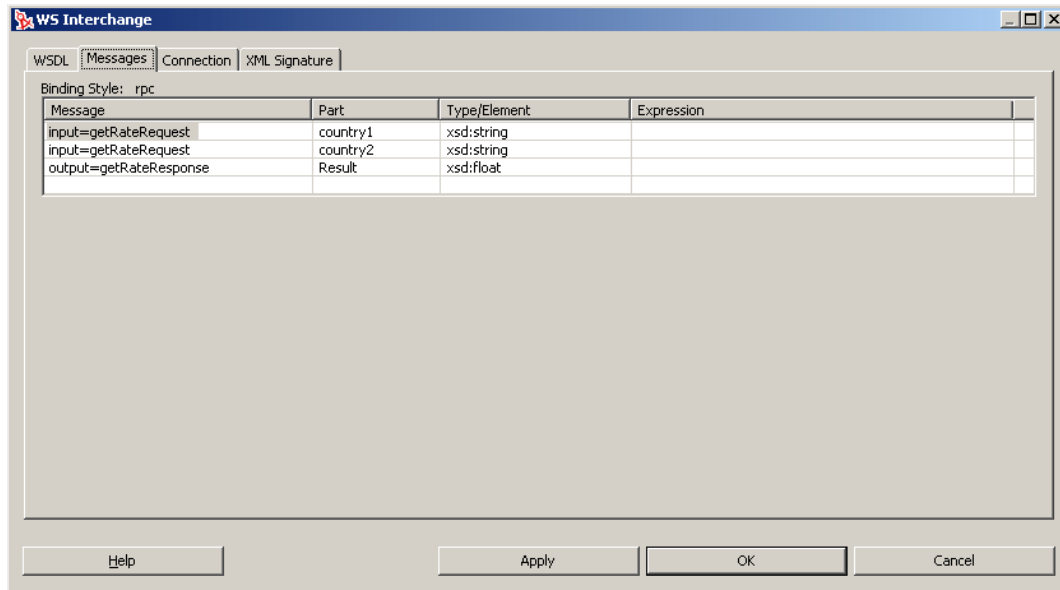 WS Interchange
WSDL Messages Connection XML Signature
Binding Style: rpc
Message Part Type/Element Expression
input=getRateRequest country1 xsd:string
input=getRateRequest country2 xsd:string
output=getRateResponse Result xsd:float
Help Apply OK Cancel